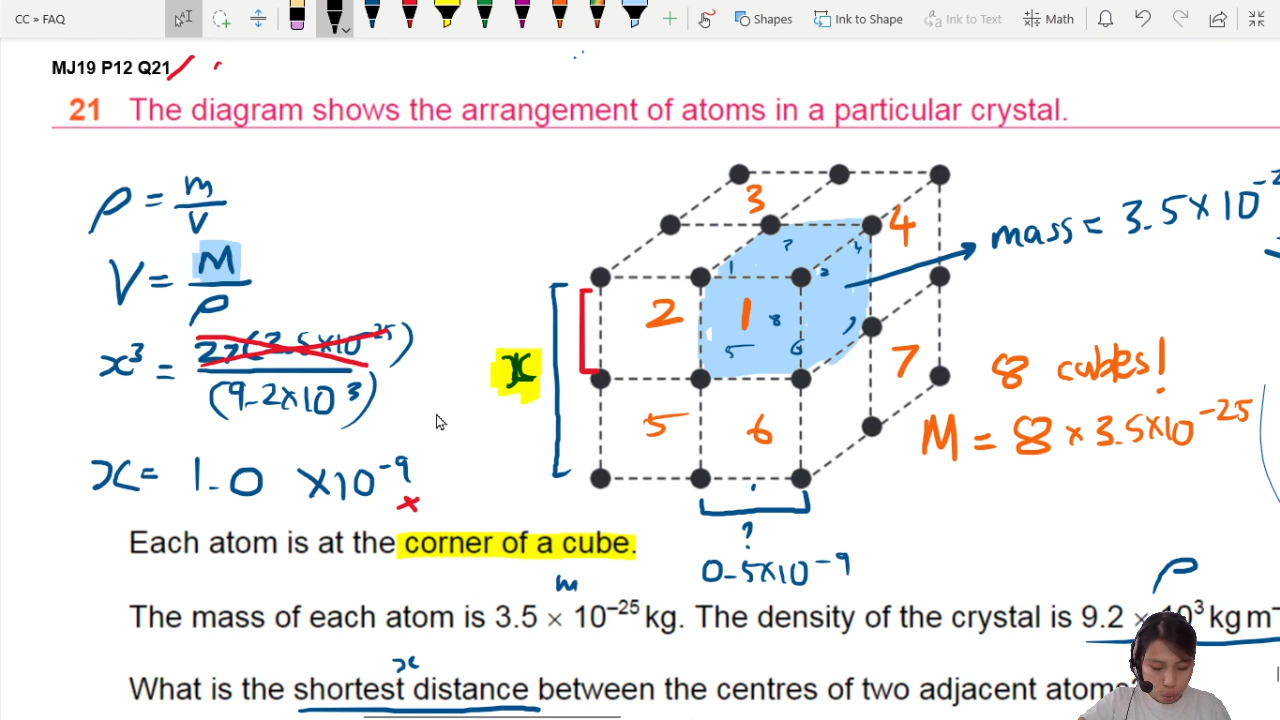 CC » FAQ
Shapes
Ink to Shape
Ink to Text
Math
MJ19 P12 Q21
21 The diagram shows the arrangement of atoms in a particular crystal.
ρ = m/V
V = M/ρ
x³ =
(9.2×10³)
x = 1.0 ×10⁻⁹
x
3
4
2
1
5
6
7
mass = 3.5×10
8 cubes!
M = 8 × 3.5×10⁻²⁵
?
0.5×10⁻⁹
Each atom is at the corner of a cube.
m
ρ
The mass of each atom is 3.5 × 10⁻²⁵ kg. The density of the crystal is 9.2 × 10³ kg m⁻
x
What is the shortest distance between the centres of two adjacent atom